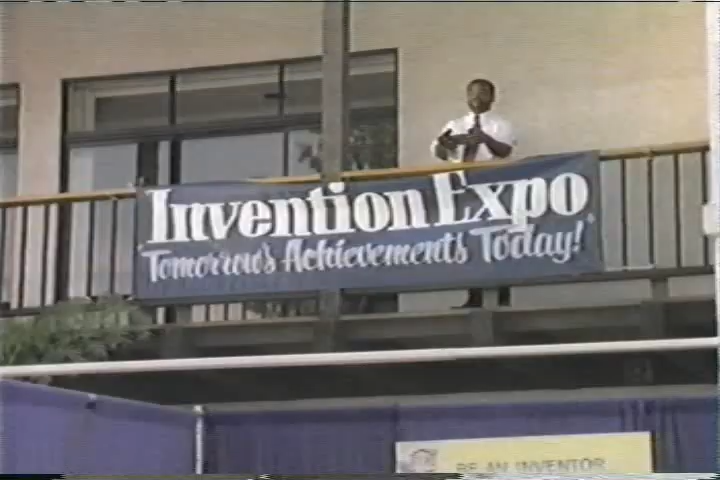 Invention Expo
"Tomorrow's Achievements Today!"
BE AN INVENTOR